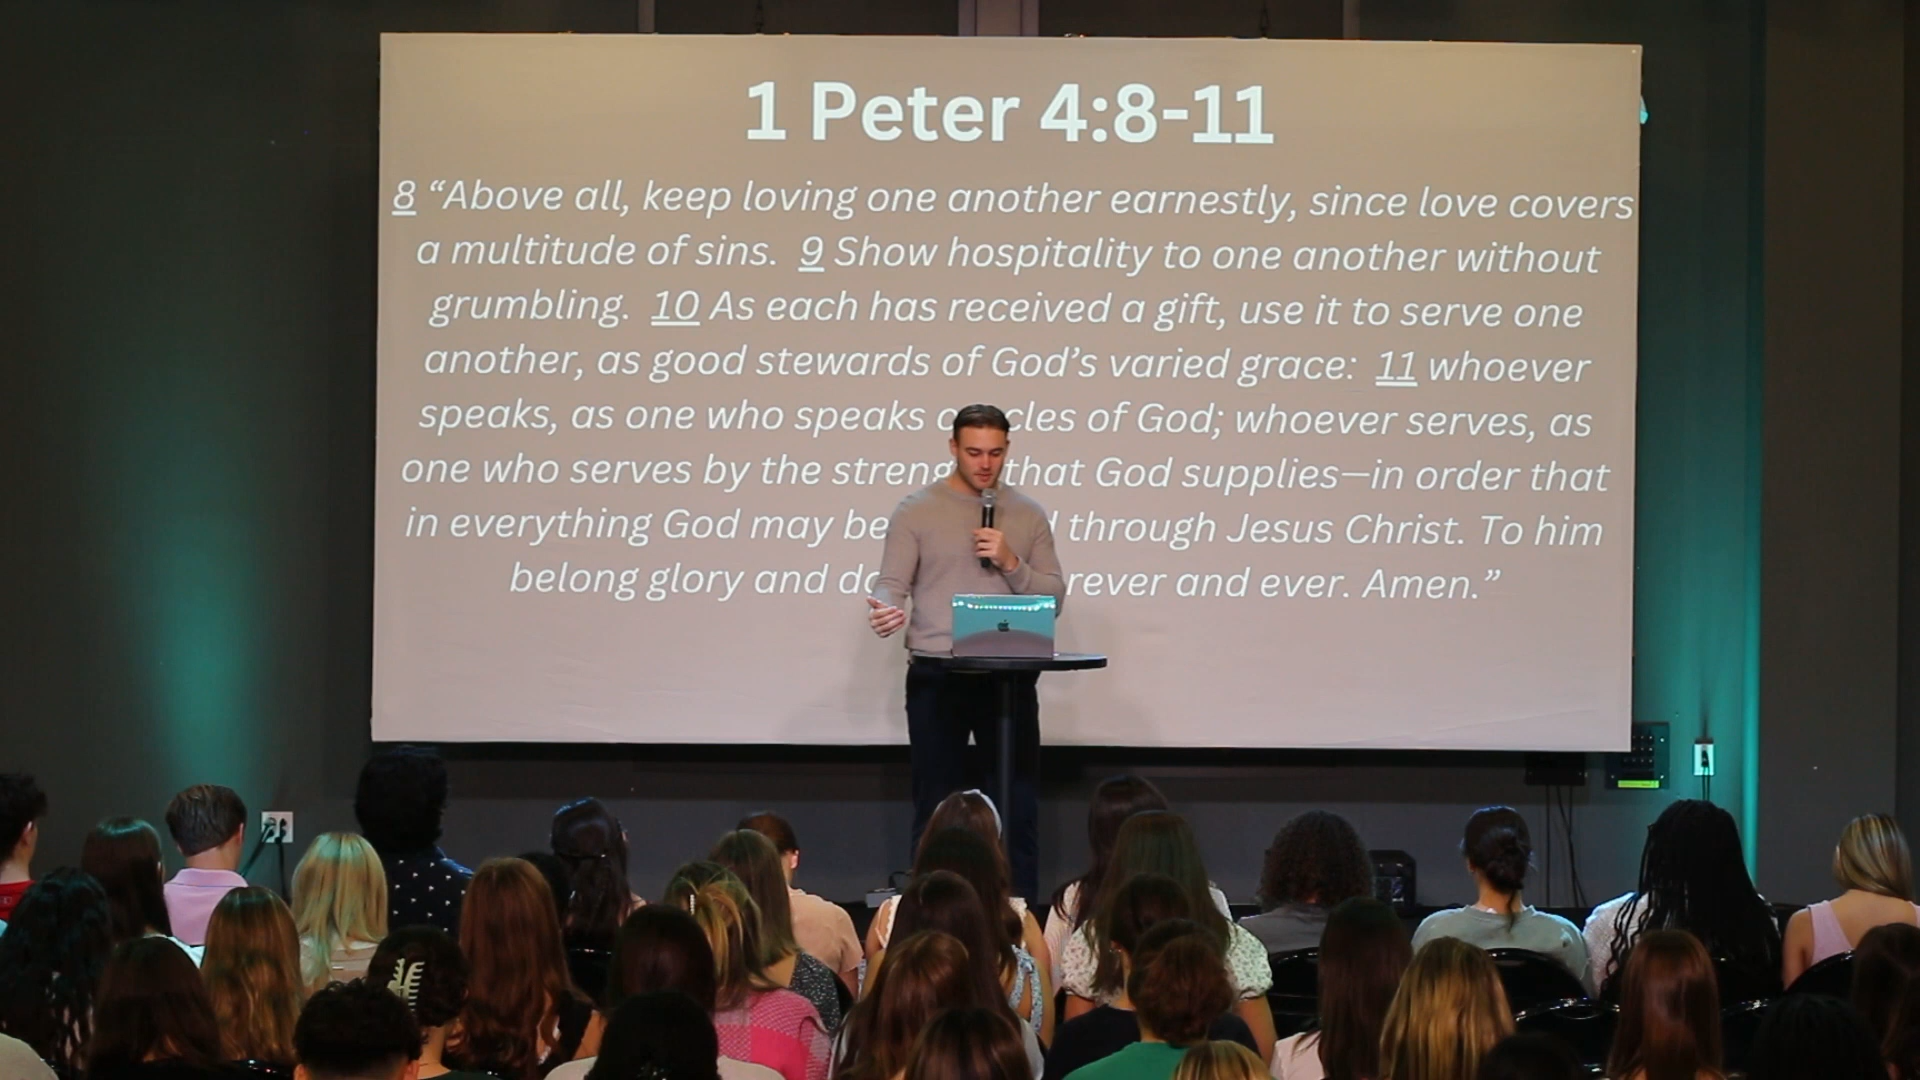 1 Peter 4:8-11
8 “Above all, keep loving one another earnestly, since love covers
a multitude of sins. 9 Show hospitality to one another without
grumbling. 10 As each has received a gift, use it to serve one
another, as good stewards of God’s varied grace: 11 whoever
speaks, as one who speaks of God; whoever serves, as
one who serves by the that God supplies—in order that
in everything God may be through Jesus Christ. To him
belong glory and and ever. Amen.”